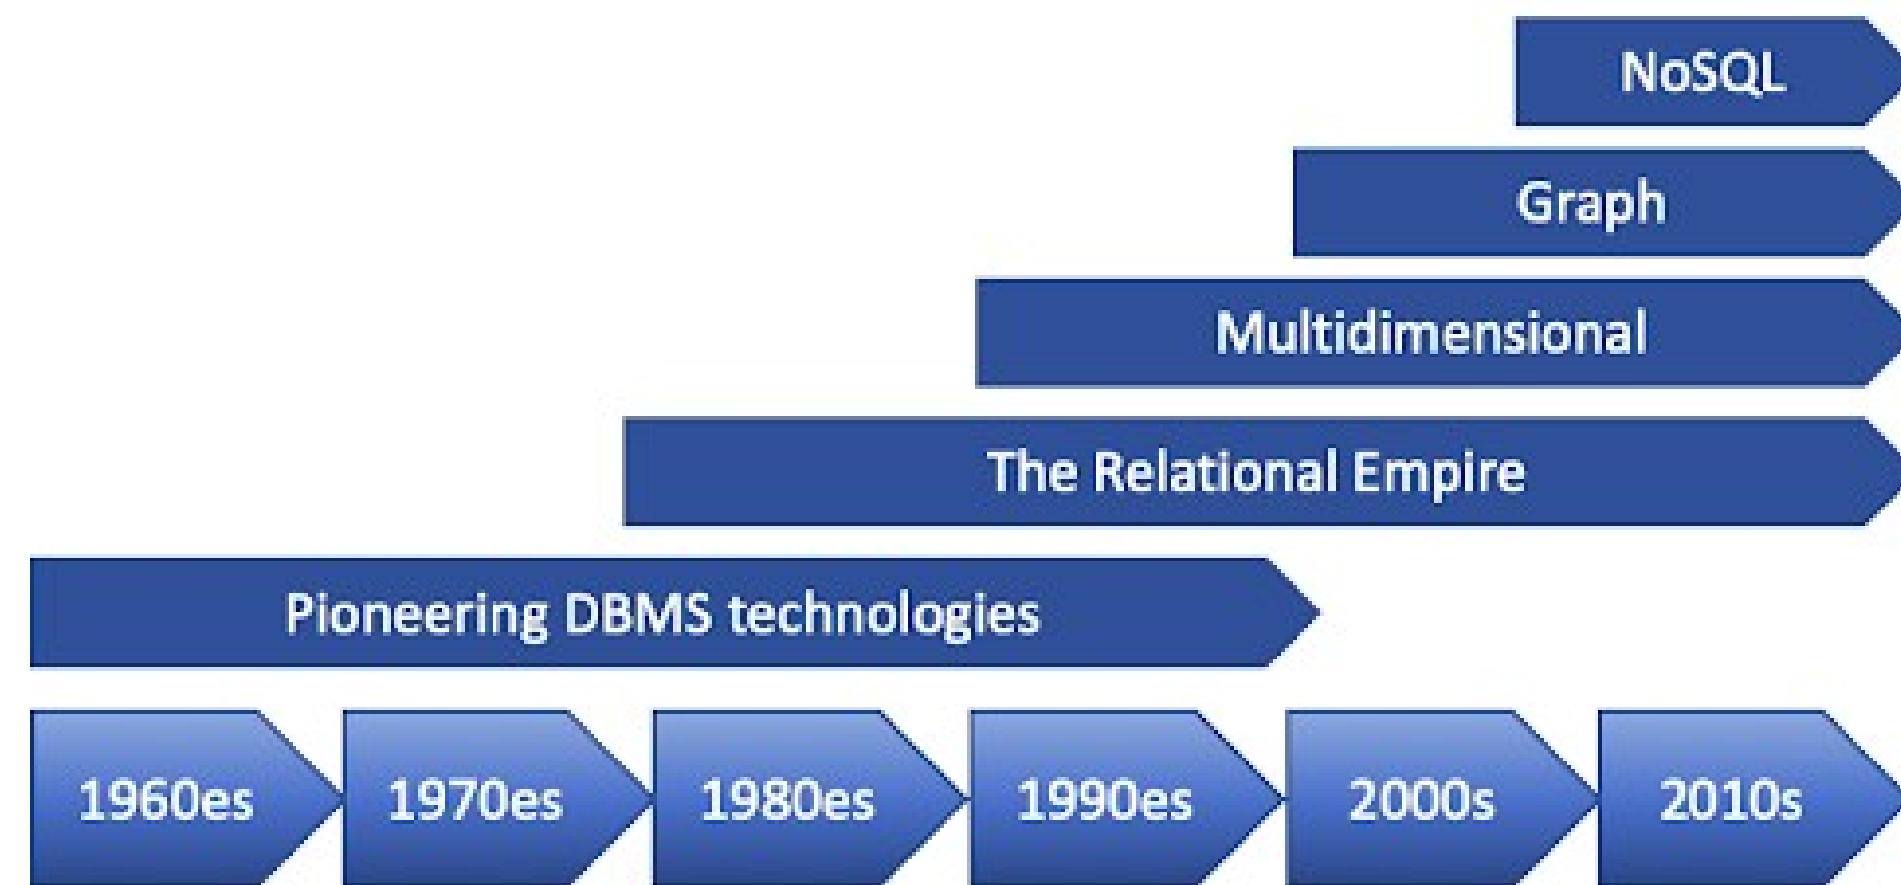 NoSQL
Graph
Multidimensional
The Relational Empire
Pioneering DBMS technologies
1960es 1970es 1980es 1990es 2000s 2010s